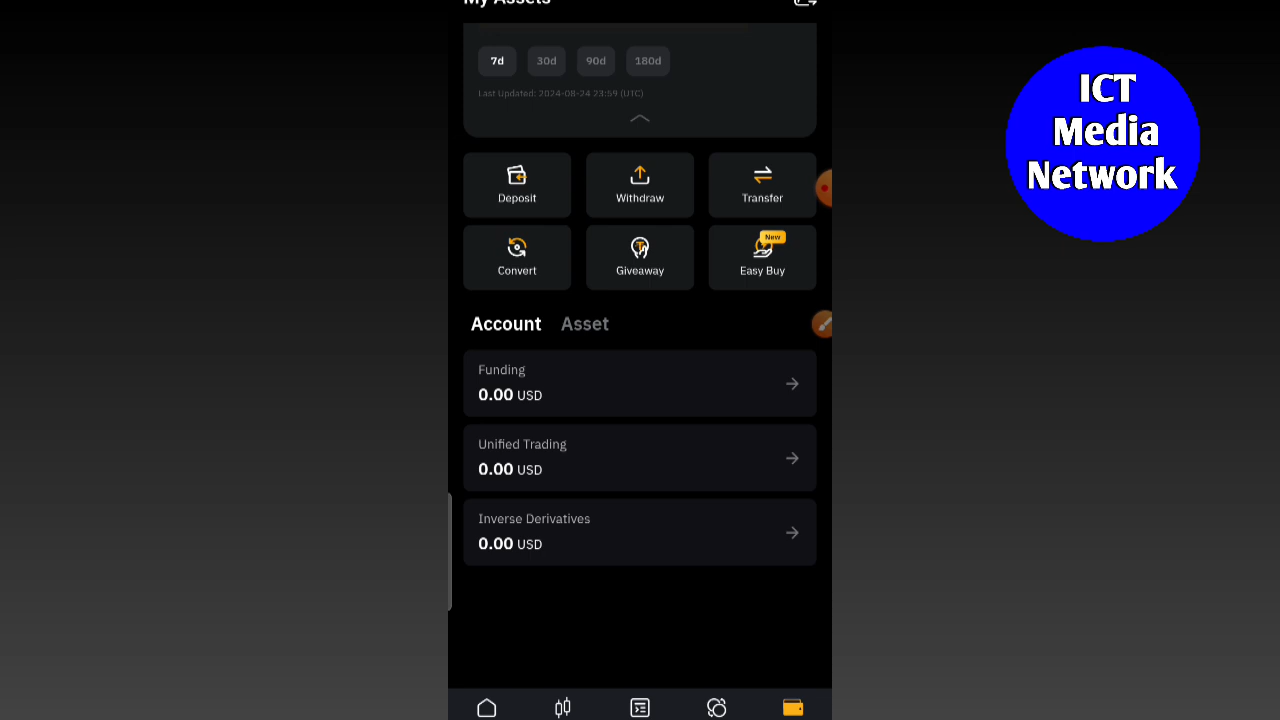 My Assets
7d 30d 90d 180d
Last Updated: 2024-08-24 23:59 (UTC)
Deposit Withdraw Transfer
New
Convert Giveaway Easy Buy
Account Asset
Funding
0.00 USD
Unified Trading
0.00 USD
Inverse Derivatives
0.00 USD
ICT
Media
Network